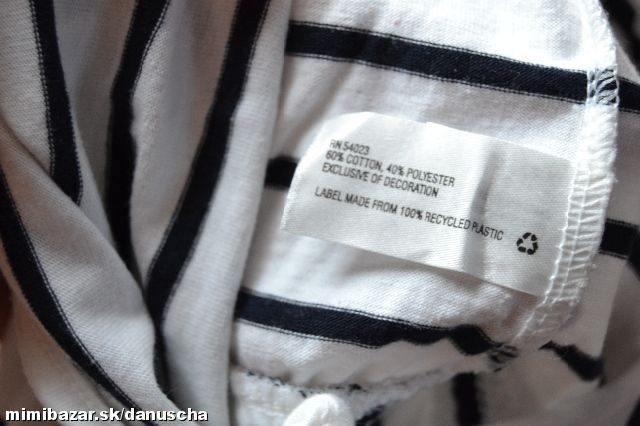 RN 54023
60% COTTON, 40% POLYESTER
EXCLUSIVE OF DECORATION
LABEL MADE FROM 100% RECYCLED PLASTIC
mimibazar.sk/danuscha